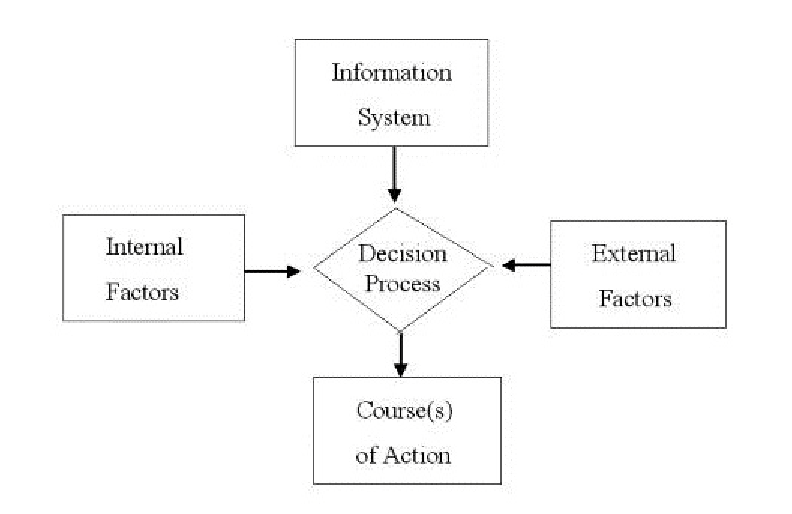 Information
System
Internal
Factors
Decision
Process
External
Factors
Course(s)
of Action